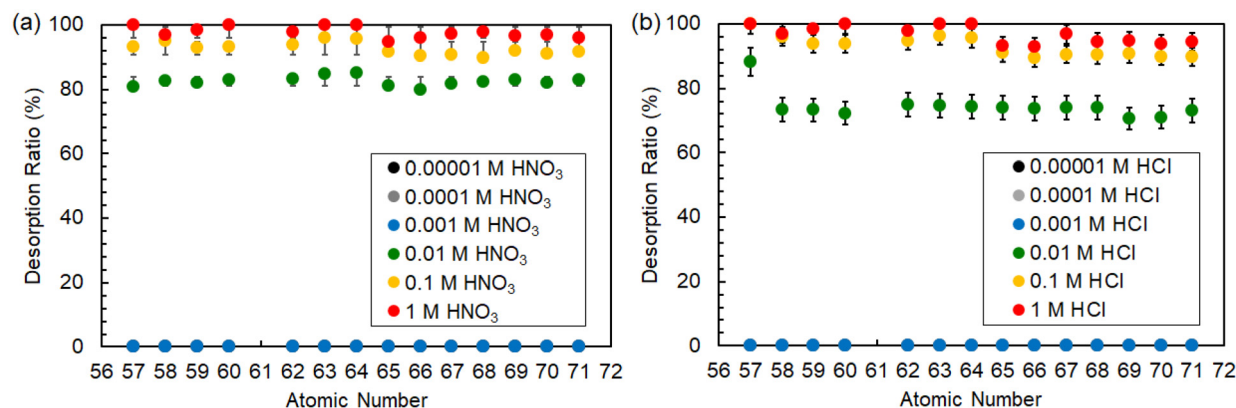 (a)
Desorption Ratio (%)
100
80
60
40
20
0
0.00001 M HNO₃
0.0001 M HNO₃
0.001 M HNO₃
0.01 M HNO₃
0.1 M HNO₃
1 M HNO₃
56 57 58 59 60 61 62 63 64 65 66 67 68 69 70 71 72
Atomic Number
(b)
Desorption Ratio (%)
100
80
60
40
20
0
0.00001 M HCl
0.0001 M HCl
0.001 M HCl
0.01 M HCl
0.1 M HCl
1 M HCl
56 57 58 59 60 61 62 63 64 65 66 67 68 69 70 71 72
Atomic Number